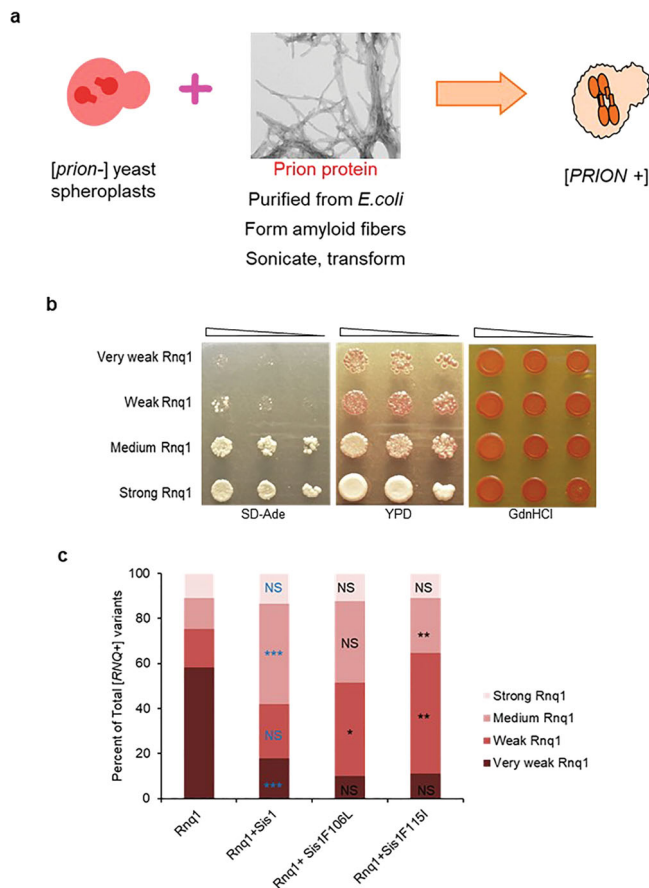 a
[prion-] yeast
spheroplasts
Prion protein
Purified from E.coli
Form amyloid fibers
Sonicate, transform
[PRION +]
b
Very weak Rnq1
Weak Rnq1
Medium Rnq1
Strong Rnq1
SD-Ade
YPD
GdnHCl
c
Percent of Total [RNQ+] variants
100
80
60
40
20
0
NS
***
NS
***
NS
NS
*
NS
NS
**
**
NS
Rnq1
Rnq1+Sis1
Rnq1+ Sis1F106L
Rnq1+Sis1F115I
Strong Rnq1
Medium Rnq1
Weak Rnq1
Very weak Rnq1